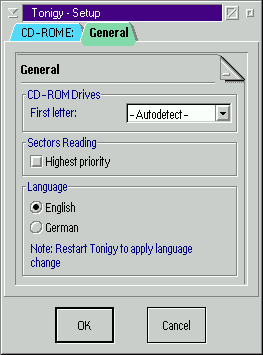 Tonigy - Setup
CD-ROME:
General
General
CD-ROM Drives
First letter:
- Autodetect -
Sectors Reading
Highest priority
Language
English
German
Note: Restart Tonigy to apply language
change
OK
Cancel